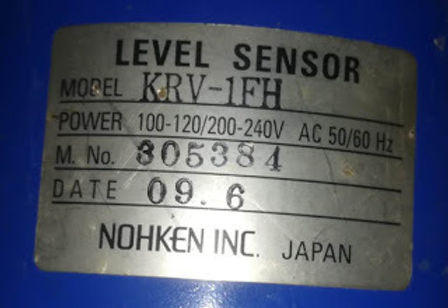 LEVEL SENSOR
MODEL KRV-1FH
POWER 100-120/200-240V AC 50/60 Hz
M. No. 305384
DATE 09.6
NOHKEN INC. JAPAN